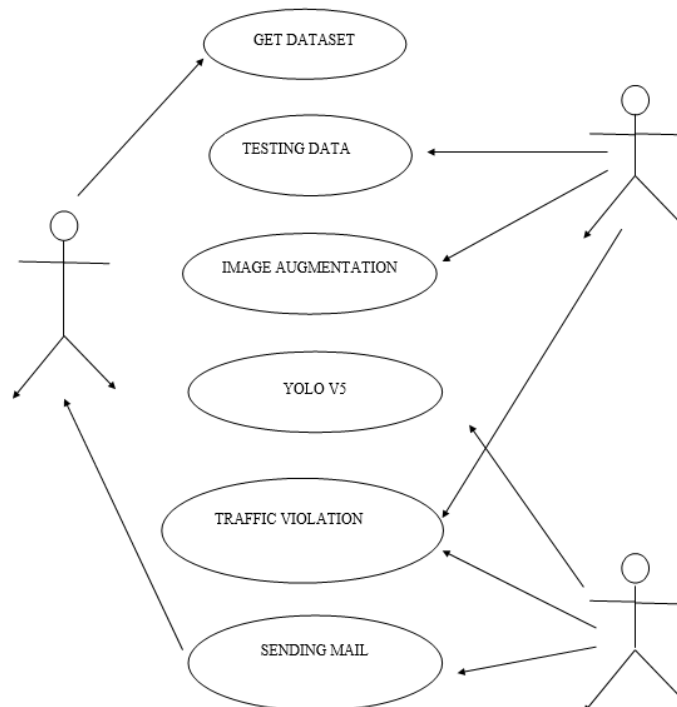 GET DATASET
TESTING DATA
IMAGE AUGMENTATION
YOLO V5
TRAFFIC VIOLATION
SENDING MAIL